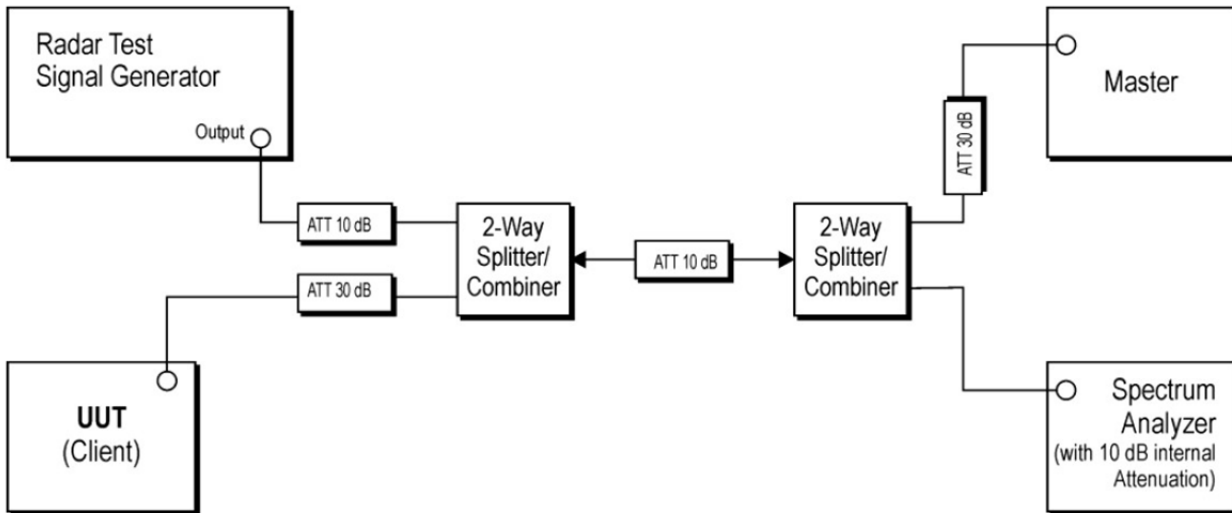 Radar Test
Signal Generator
Output
ATT 10 dB
ATT 30 dB
UUT
(Client)
2-Way
Splitter/
Combiner
ATT 10 dB
2-Way
Splitter/
Combiner
ATT 30 dB
Master
Spectrum
Analyzer
(with 10 dB internal
Attenuation)